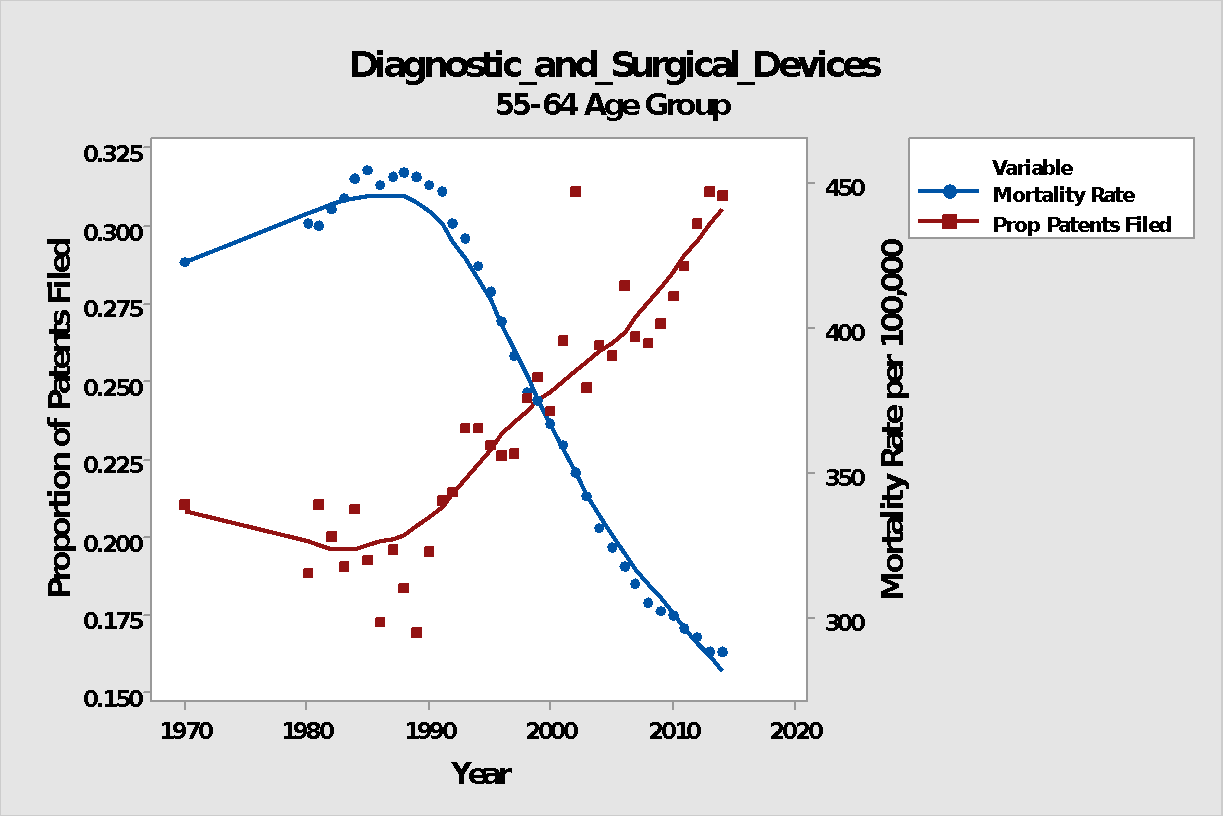 Diagnostic_and_Surgical_Devices
55-64 Age Group
Proportion of Patents Filed
0.325
0.300
0.275
0.250
0.225
0.200
0.175
0.150
450
400
350
300
Mortality Rate per 100,000
Variable
Mortality Rate
Prop Patents Filed
1970 1980 1990 2000 2010 2020
Year